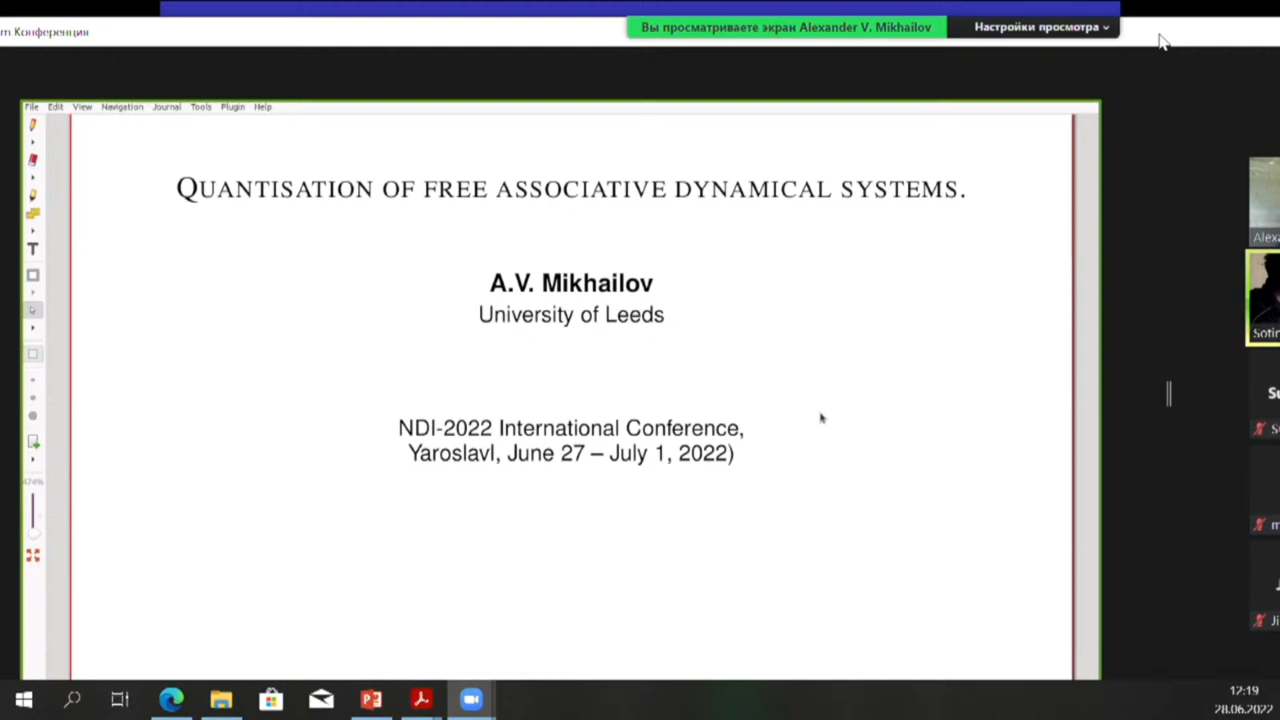 Конференция
Вы просматриваете экран Alexander V. Mikhailov
Настройки просмотра
File Edit View Navigation Journal Tools Plugin Help
QUANTISATION OF FREE ASSOCIATIVE DYNAMICAL SYSTEMS.
A.V. Mikhailov
University of Leeds
NDI-2022 International Conference,
Yaroslavl, June 27 – July 1, 2022)
474%
12:19
28.06.2022